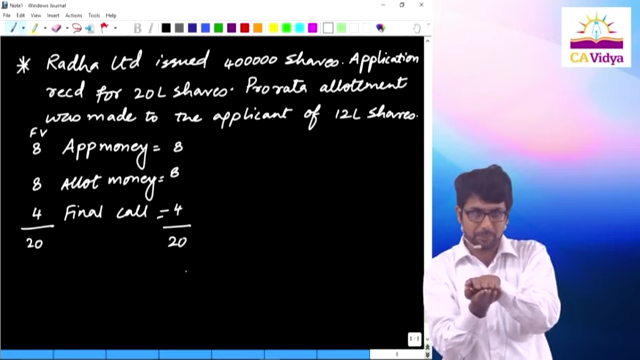 Note1 - Windows Journal
File Edit View Insert Actions Tools Help
* Radha Ltd issued 400000 shares. Application
recd for 20L shares. Prorata allotement
was made to the applicant of 12L shares.
FV
8 App money = 8
8 Allot money = 8
4 Final call = 4
20 20
1 / 1
CA Vidya